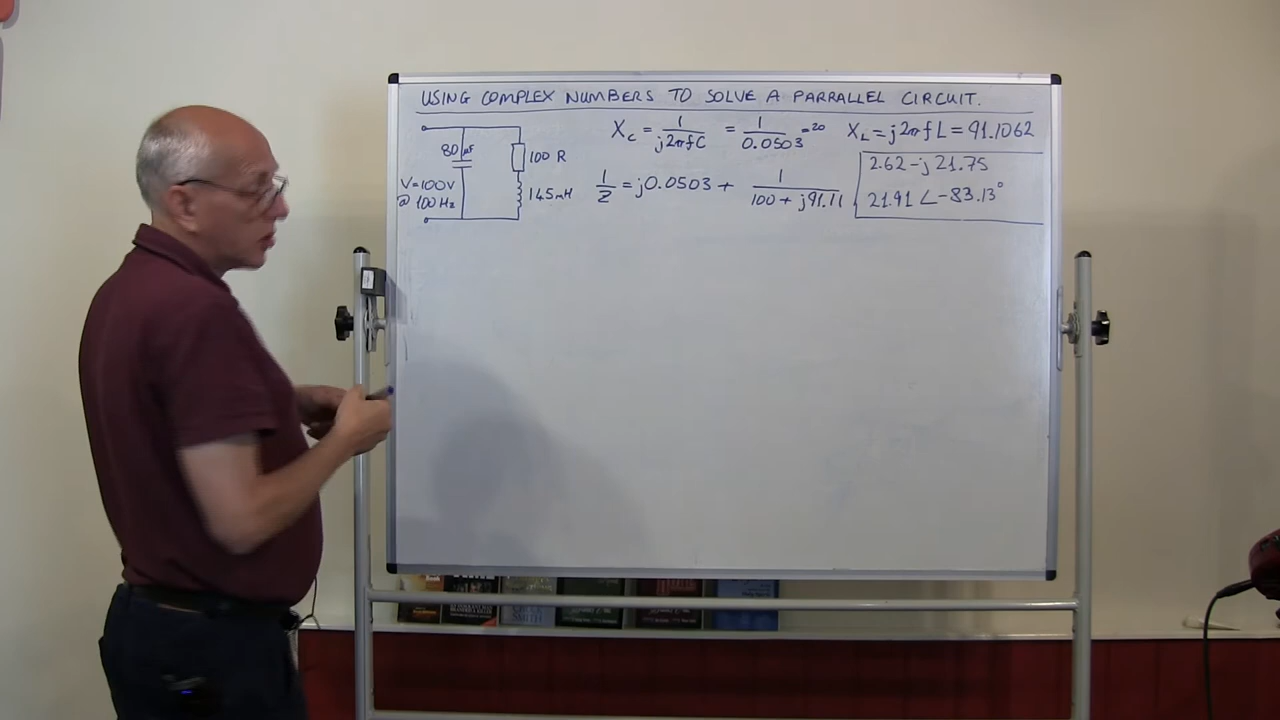 USING COMPLEX NUMBERS TO SOLVE A PARRALLEL CIRCUIT.
80 µF
100 R
V=100V
@ 100 Hz
145mH
Xc = 1/j2πfC = 1/0.0503 =20
XL = j2πfL = 91.1062
1/Z = j0.0503 + 1/100 + j91.11
2.62 - j 21.75
21.91 ∠-83.13°
SMITH